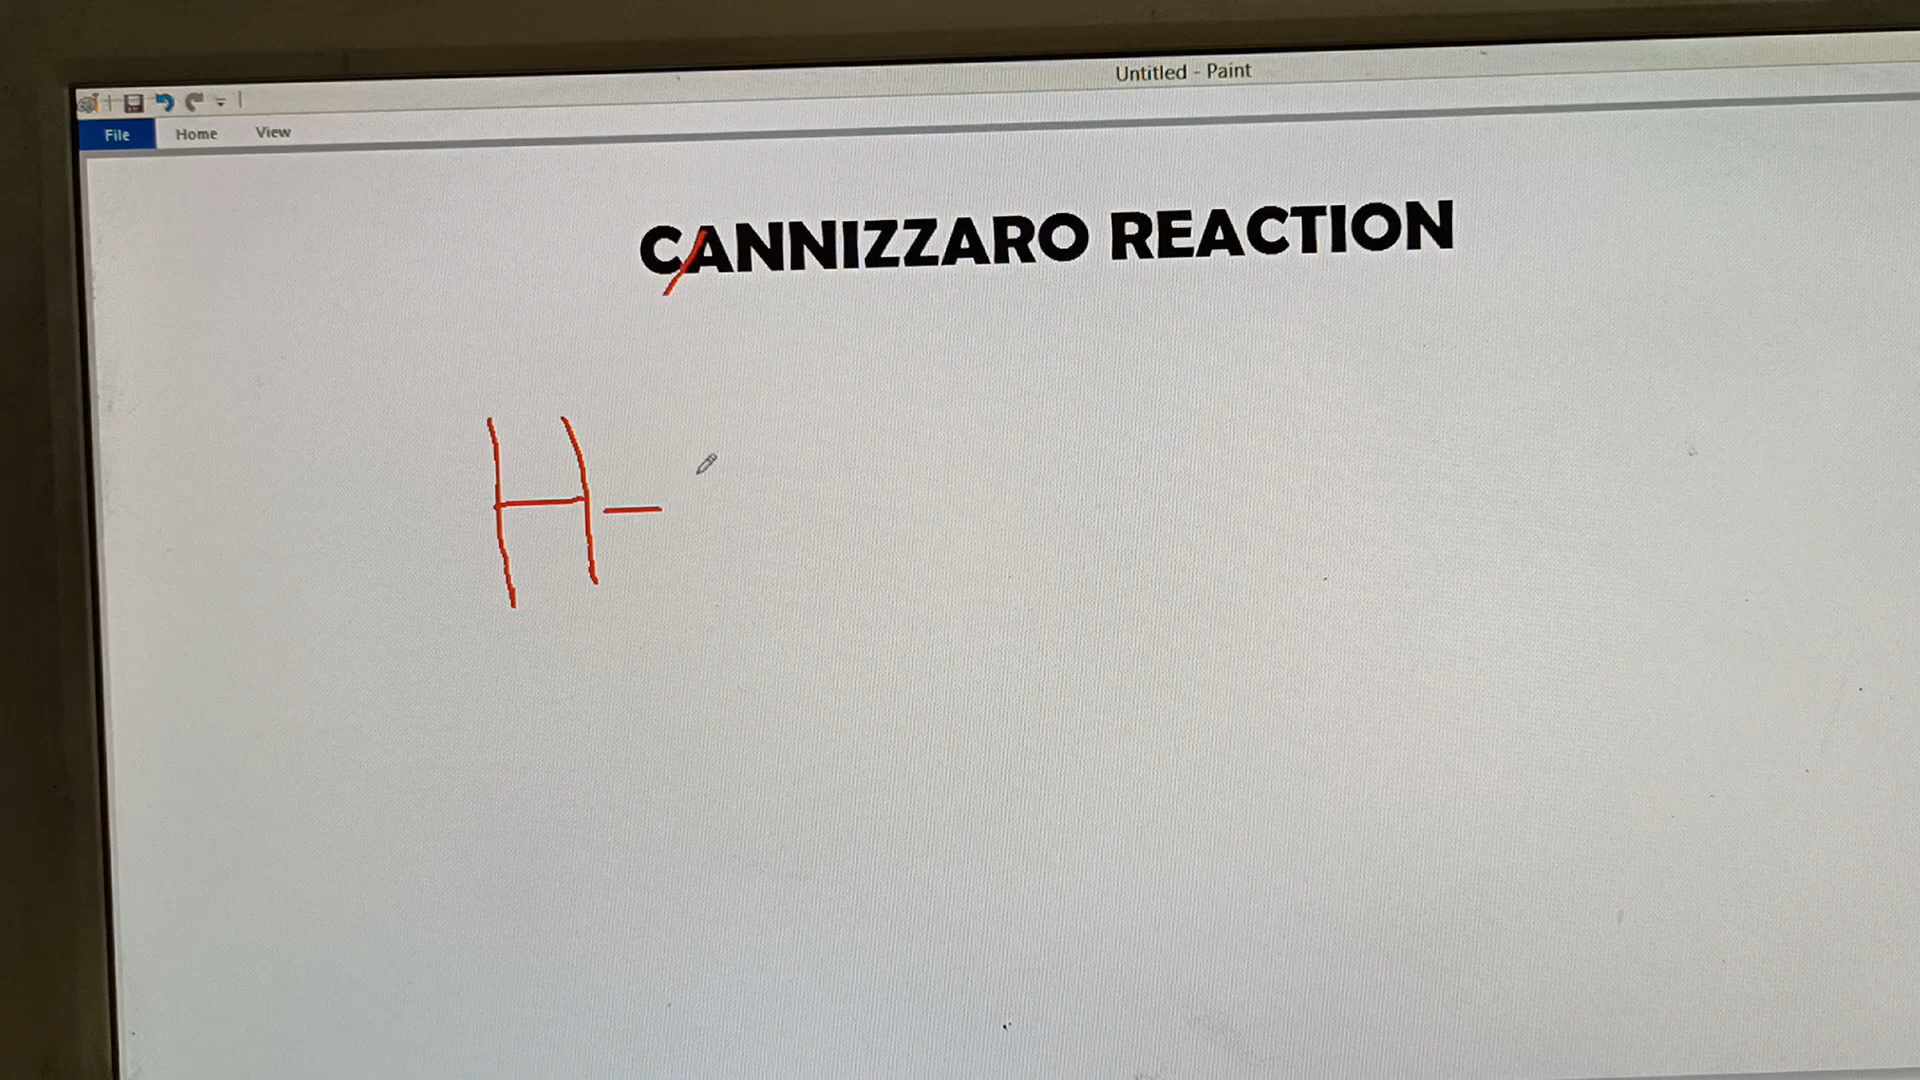 Untitled - Paint
File Home View
CANNIZZARO REACTION
H-